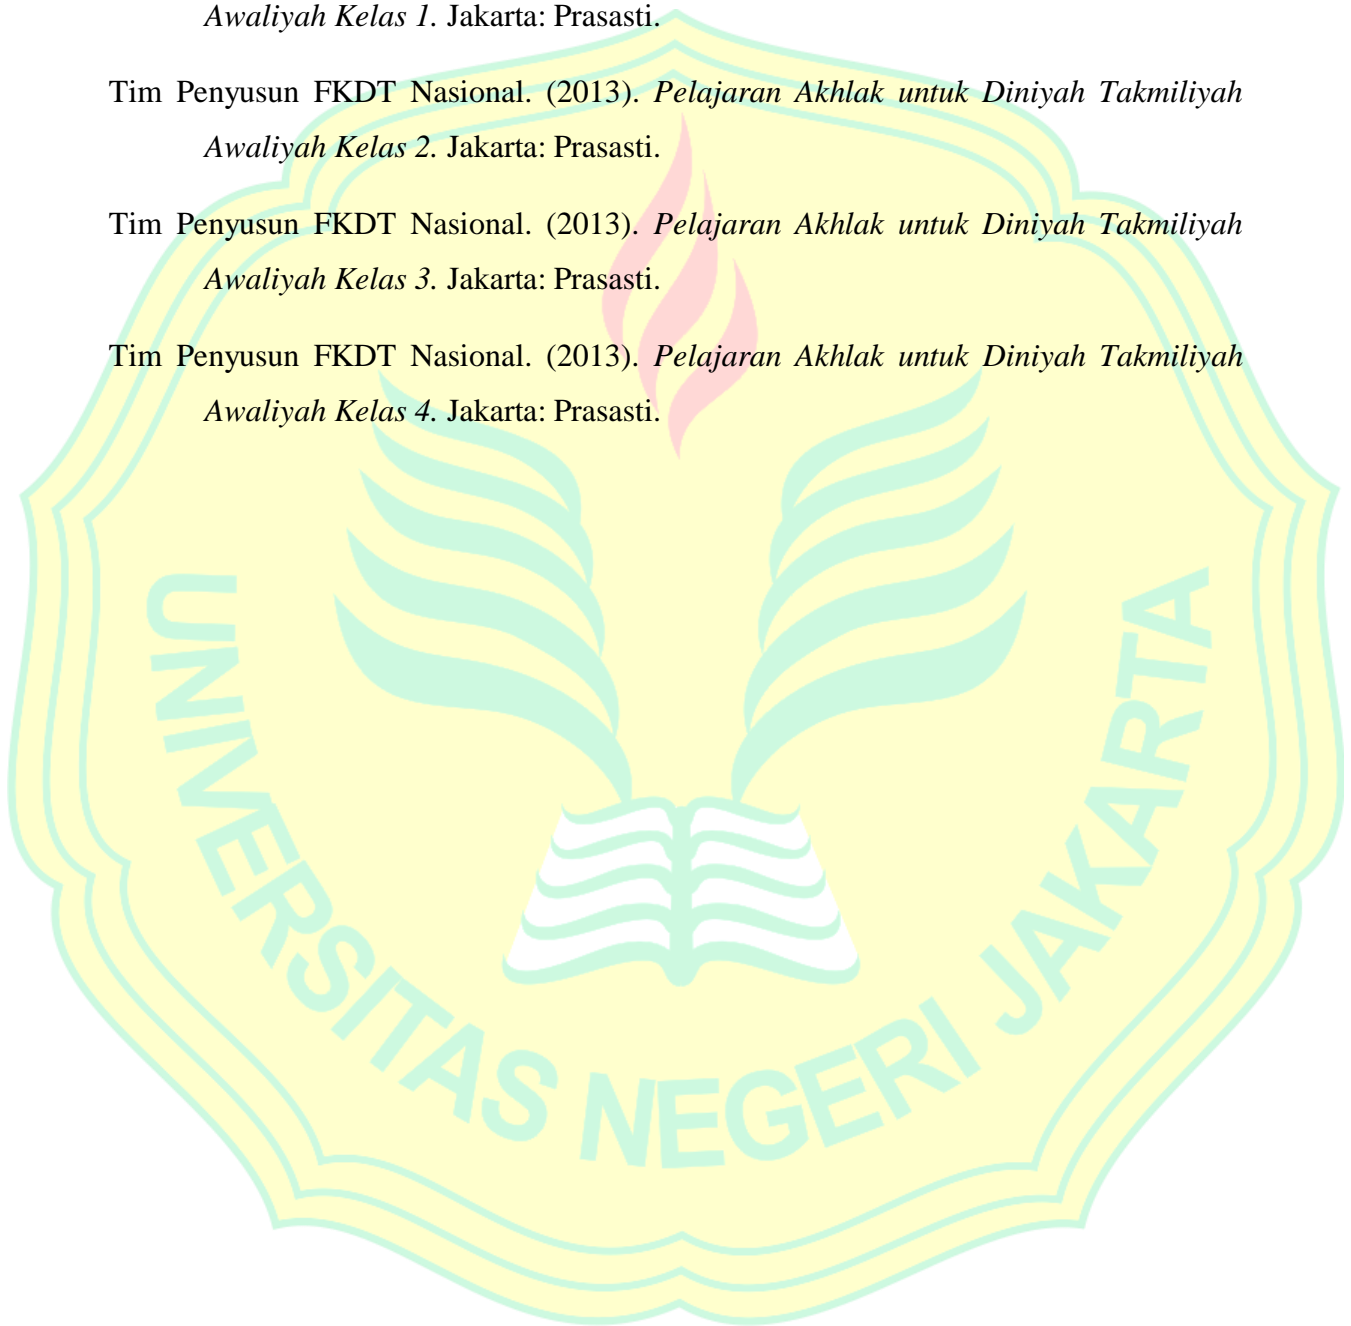 Awaliyah Kelas 1. Jakarta: Prasasti.
Tim Penyusun FKDT Nasional. (2013). Pelajaran Akhlak untuk Diniyah Takmiliyah
Awaliyah Kelas 2. Jakarta: Prasasti.
Tim Penyusun FKDT Nasional. (2013). Pelajaran Akhlak untuk Diniyah Takmiliyah
Awaliyah Kelas 3. Jakarta: Prasasti.
Tim Penyusun FKDT Nasional. (2013). Pelajaran Akhlak untuk Diniyah Takmiliyah
Awaliyah Kelas 4. Jakarta: Prasasti.
UNIVERSITAS NEGERI JAKARTA